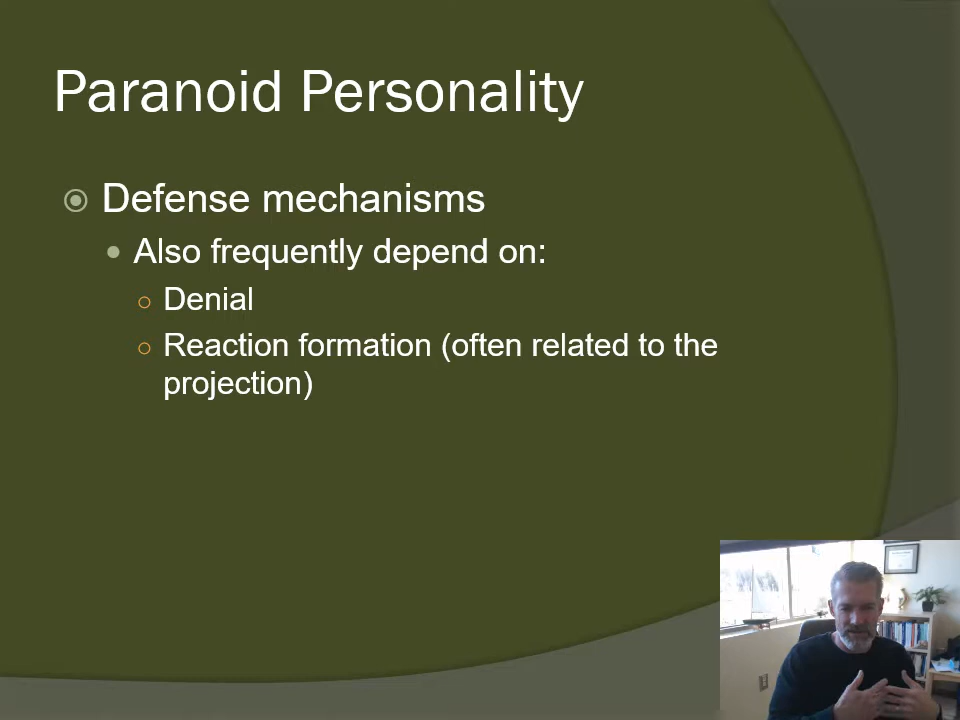 Paranoid Personality
Defense mechanisms
Also frequently depend on:
Denial
Reaction formation (often related to the
projection)